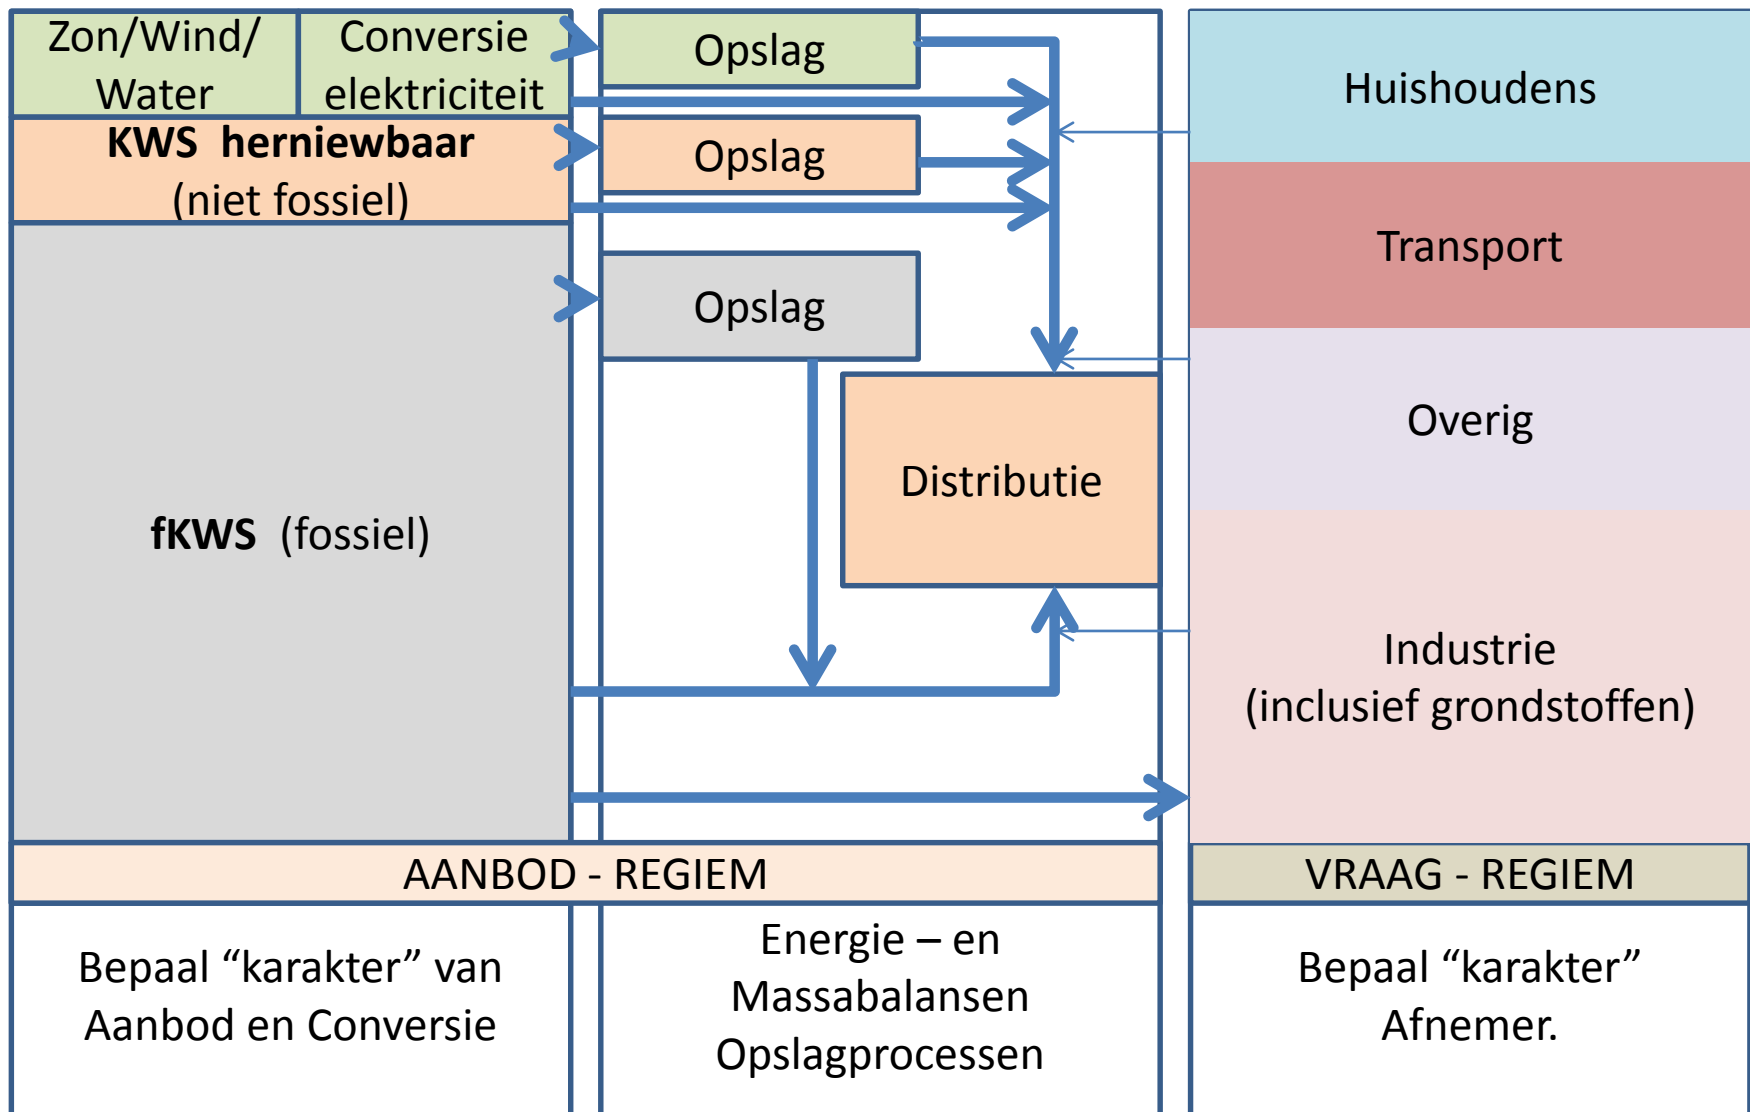 Zon/Wind/
Water
Conversie
elektriciteit
KWS herniewbaar
(niet fossiel)
fKWS (fossiel)
Opslag
Opslag
Opslag
Distributie
Huishoudens
Transport
Overig
Industrie
(inclusief grondstoffen)
AANBOD - REGIEM
VRAAG - REGIEM
Bepaal “karakter” van
Aanbod en Conversie
Energie – en
Massabalansen
Opslagprocessen
Bepaal “karakter”
Afnemer.